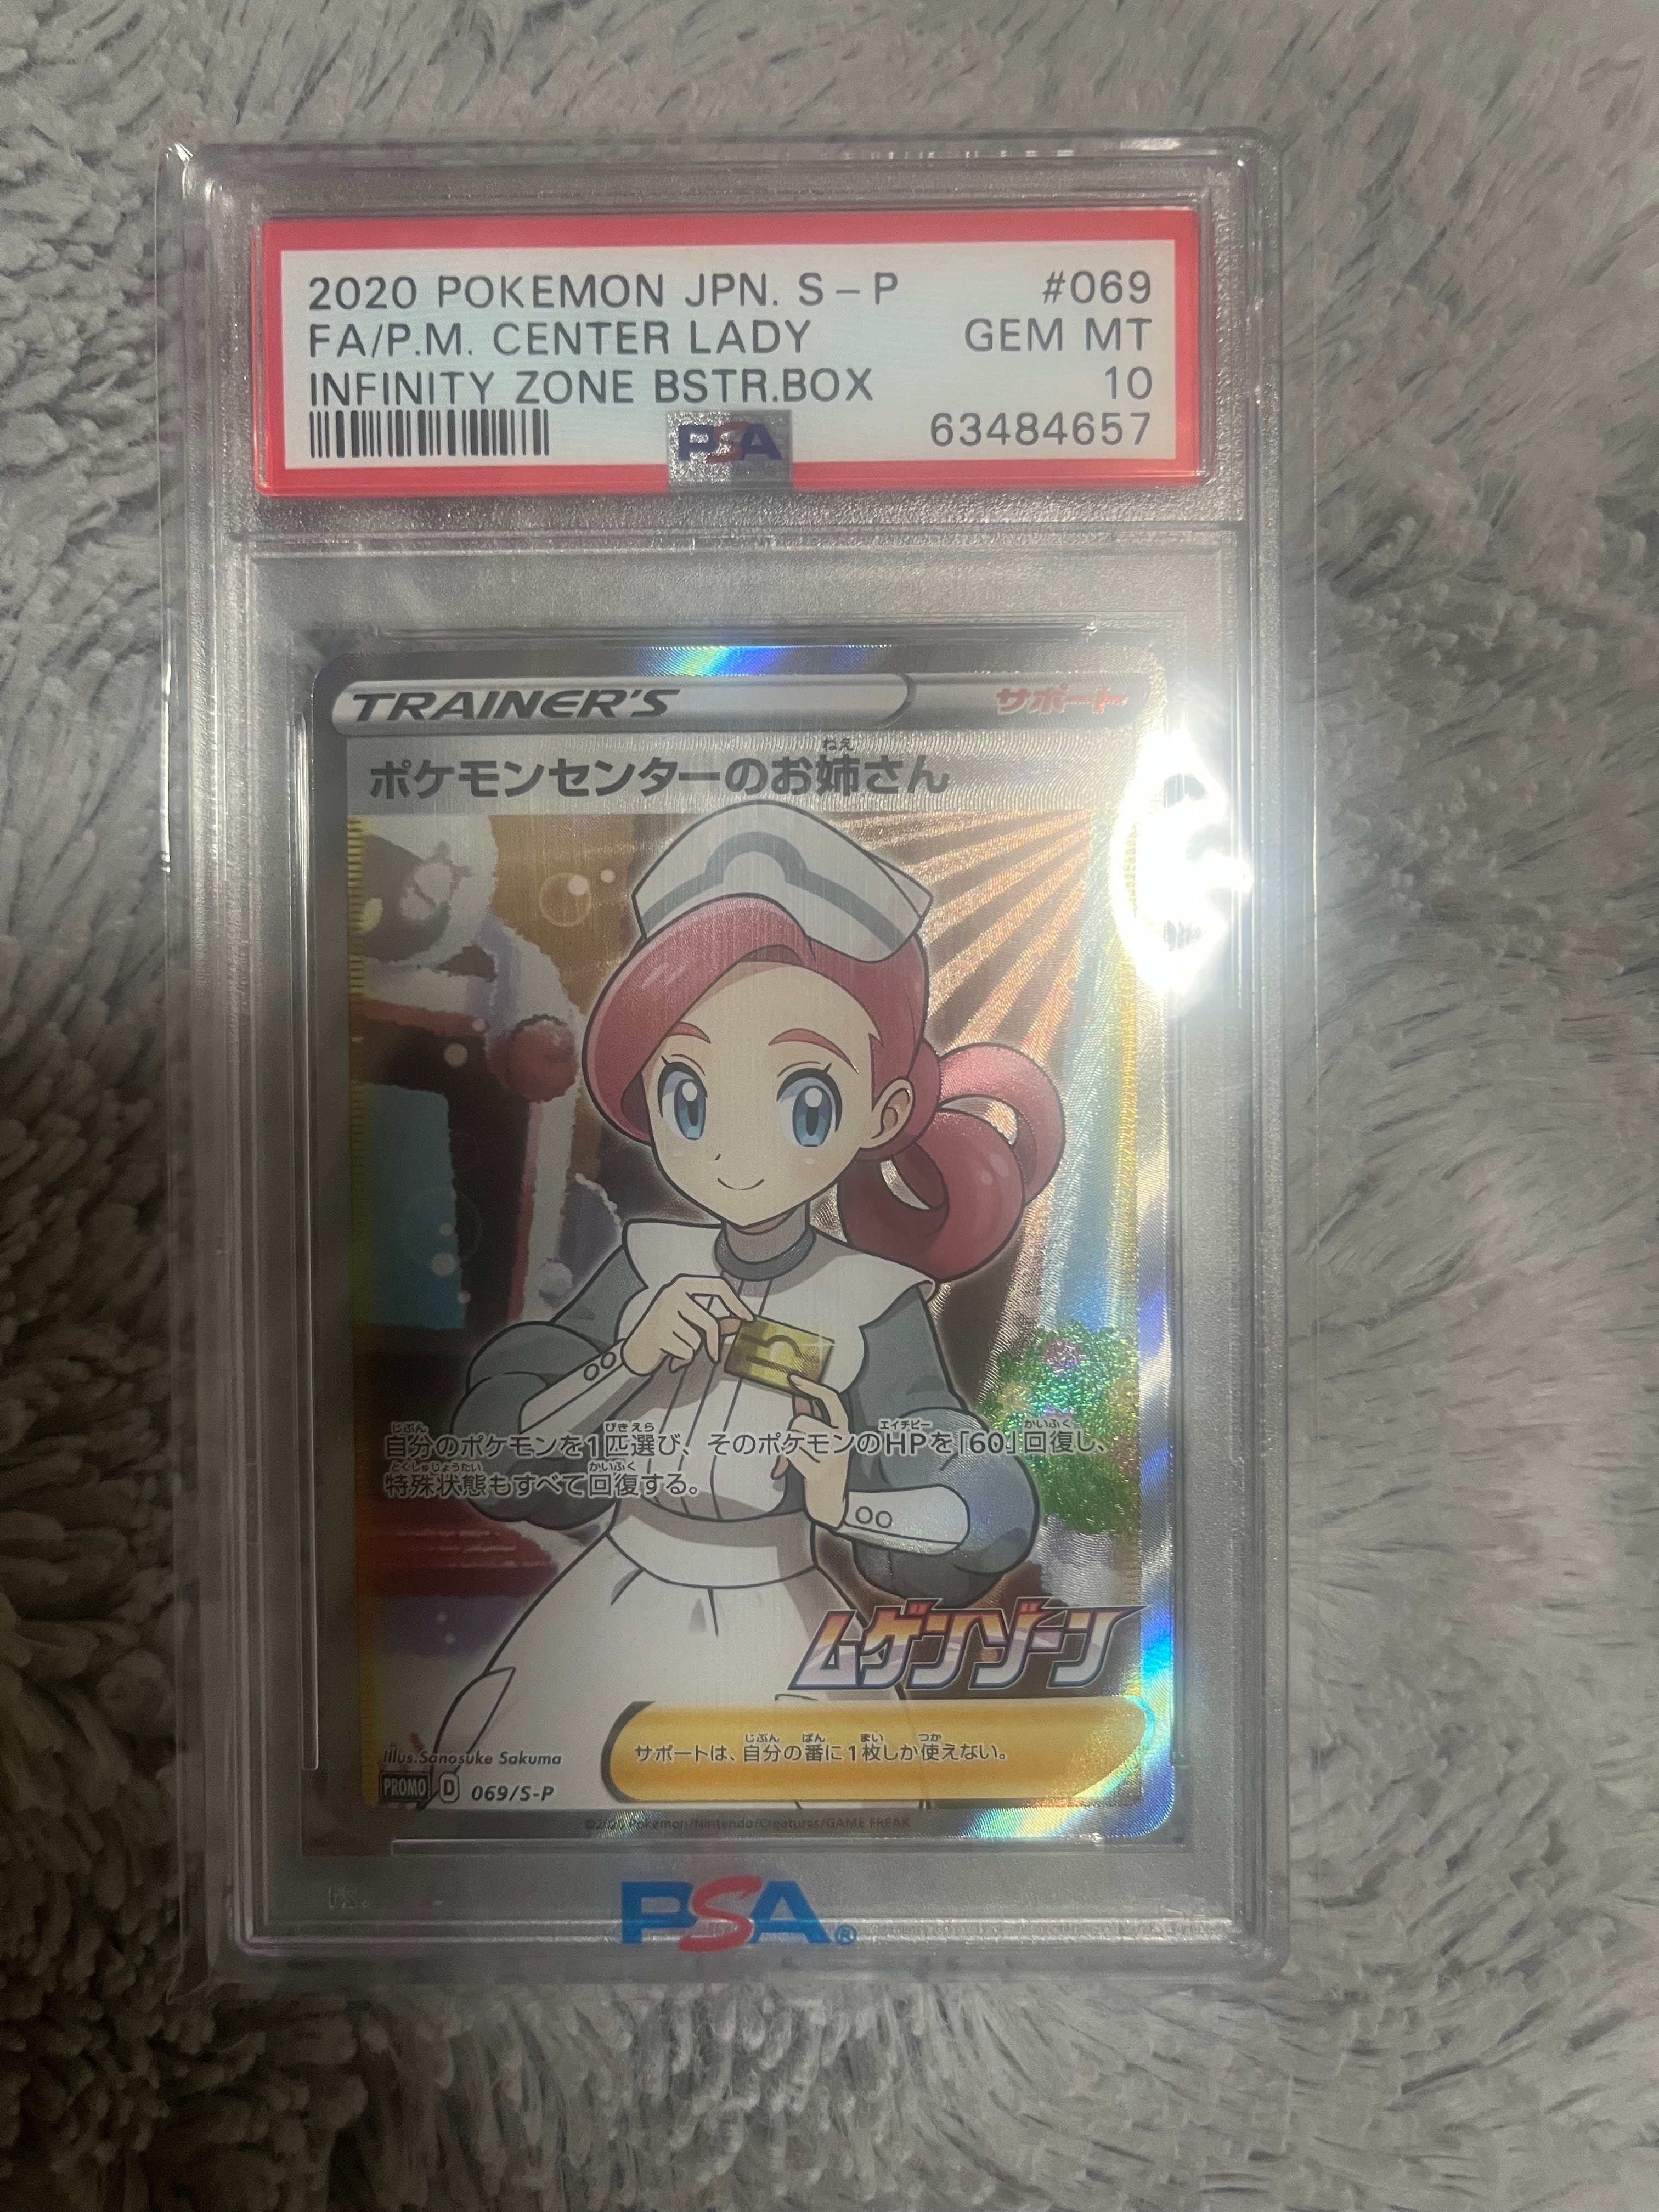 2020 POKEMON JPN. S-P #069
FA/P.M. CENTER LADY GEM MT
INFINITY ZONE BSTR.BOX 10
PSA 63484657
TRAINER'S サポート
ねえ
ポケモンセンターのお姉さん
じぶん ぴきえら エイチピー かいふく
自分のポケモンを1匹選び、そのポケモンのHPを「60」回復し、
とくしゅじょうたい かいふく
特殊状態もすべて回復する。
ムゲンゾーン
じぶん ばん まい つか
サポートは、自分の番に1枚しか使えない。
Illus.Sanosuke Sakuma
PROMO D 069/S-P
©2020 Pokémon/Nintendo/Creatures/GAME FREAK
PSA®